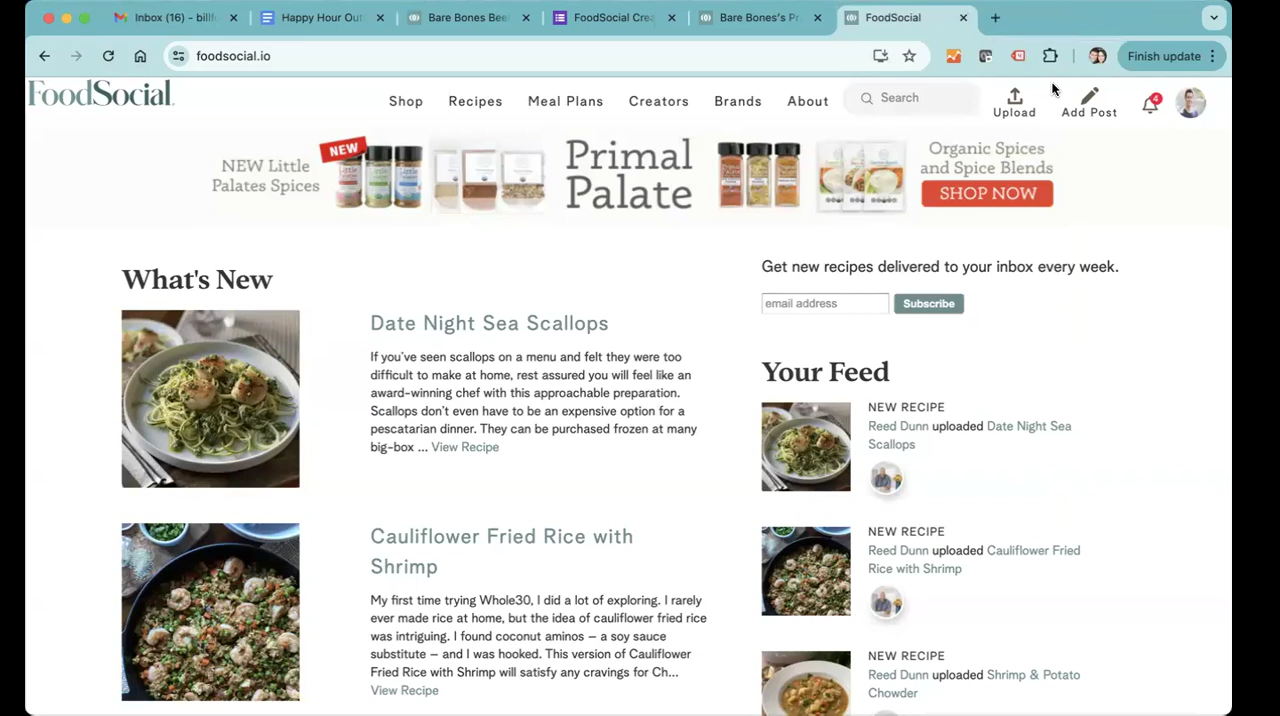 Inbox (16) - billf
Happy Hour Out
Bare Bones Bee
FoodSocial Crea
Bare Bones's Pr
FoodSocial
foodsocial.io
Finish update
FoodSocial.
Shop
Recipes
Meal Plans
Creators
Brands
About
Search
Upload
Add Post
4
NEW Little
Palates Spices
NEW
Primal
Palate
Organic Spices
and Spice Blends
SHOP NOW
What's New
Date Night Sea Scallops
If you've seen scallops on a menu and felt they were too
difficult to make at home, rest assured you will feel like an
award-winning chef with this approachable preparation.
Scallops don't even have to be an expensive option for a
pescatarian dinner. They can be purchased frozen at many
big-box ... View Recipe
Cauliflower Fried Rice with
Shrimp
My first time trying Whole30, I did a lot of exploring. I rarely
ever made rice at home, but the idea of cauliflower fried rice
was intriguing. I found coconut aminos – a soy sauce
substitute – and I was hooked. This version of Cauliflower
Fried Rice with Shrimp will satisfy any cravings for Ch...
View Recipe
Get new recipes delivered to your inbox every week.
email address
Subscribe
Your Feed
NEW RECIPE
Reed Dunn uploaded Date Night Sea
Scallops
NEW RECIPE
Reed Dunn uploaded Cauliflower Fried
Rice with Shrimp
NEW RECIPE
Reed Dunn uploaded Shrimp & Potato
Chowder